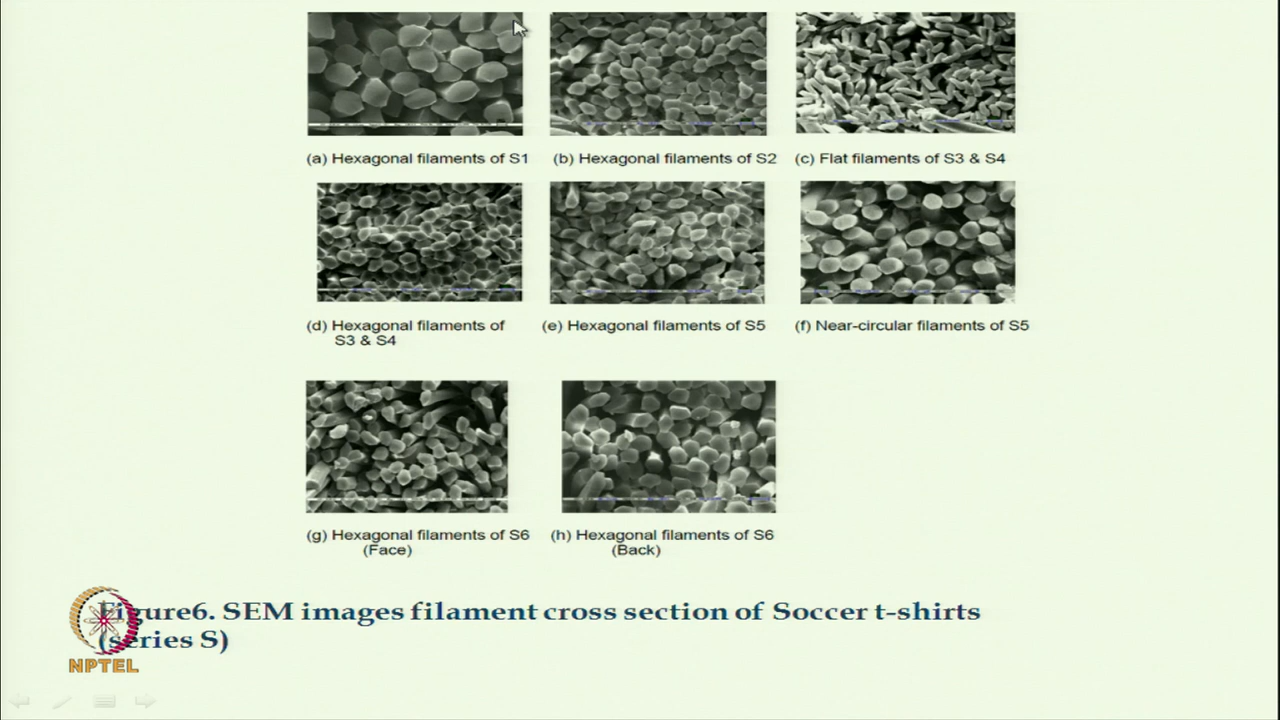 (a) Hexagonal filaments of S1
(b) Hexagonal filaments of S2
(c) Flat filaments of S3 & S4
(d) Hexagonal filaments of
S3 & S4
(e) Hexagonal filaments of S5
(f) Near-circular filaments of S5
(g) Hexagonal filaments of S6
(Face)
(h) Hexagonal filaments of S6
(Back)
Figure6. SEM images filament cross section of Soccer t-shirts
(series S)
NPTEL